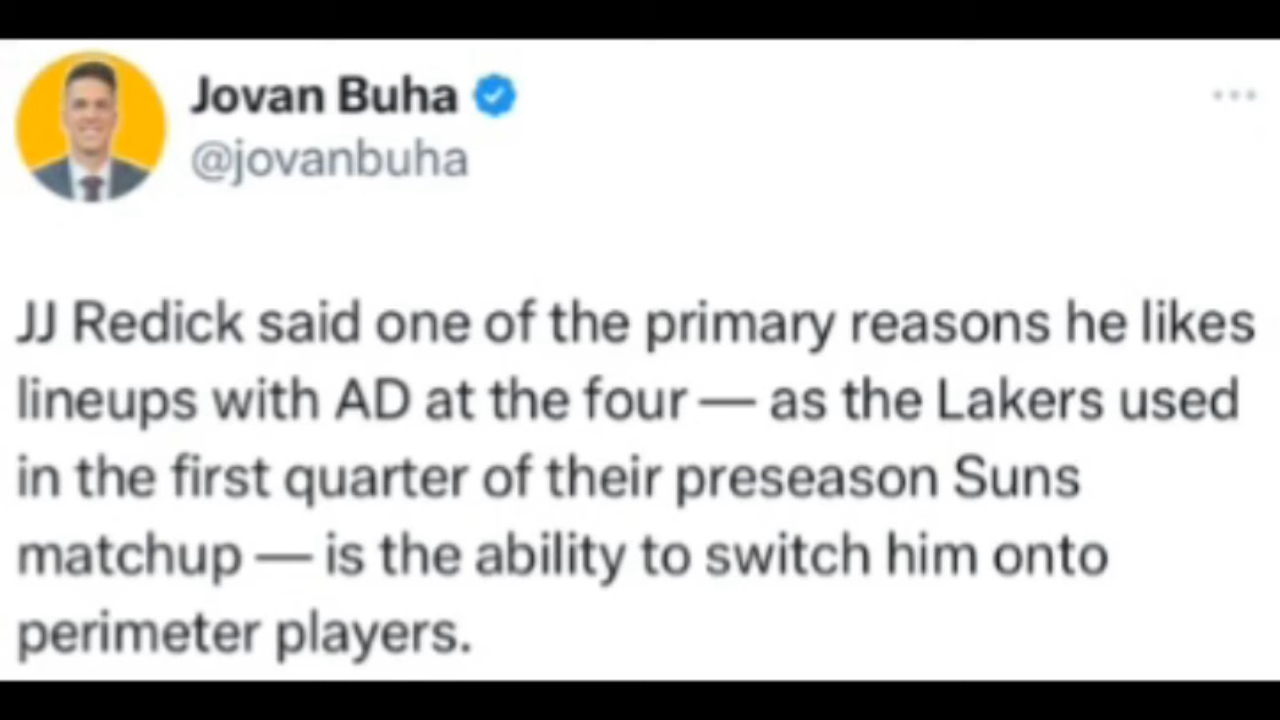 Jovan Buha
@jovanbuha
JJ Redick said one of the primary reasons he likes
lineups with AD at the four — as the Lakers used
in the first quarter of their preseason Suns
matchup — is the ability to switch him onto
perimeter players.